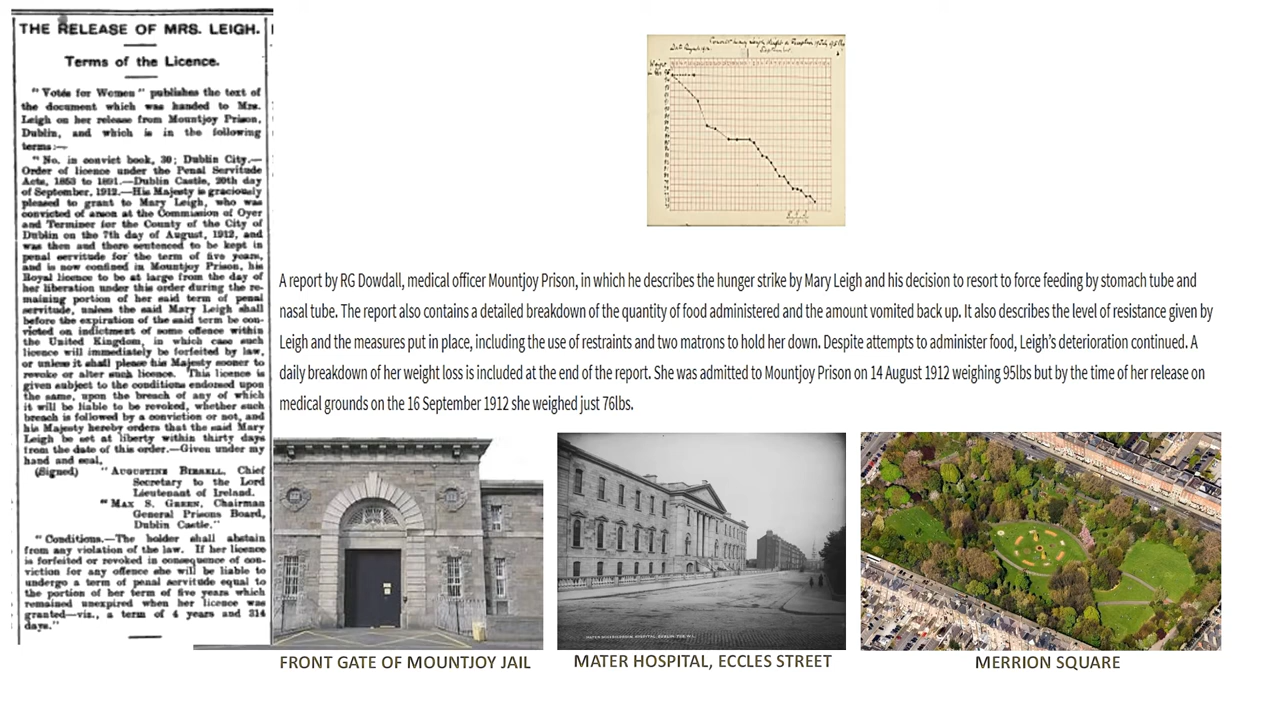 THE RELEASE OF MRS. LEIGH.
Terms of the Licence.
"Votes for Women" publishes the text of
the document which was handed to Mrs.
Leigh on her release from Mountjoy Prison,
Dublin, and which is in the following
terms:—
"No. in convict book, 30; Dublin City.—
Order of licence under the Penal Servitude
Acts, 1853 to 1891.—Dublin Castle, 20th day
of September, 1912.—His Majesty is graciously
pleased to grant to Mary Leigh, who was
convicted of arson at the Commission of Oyer
and Terminer for the County of the City of
Dublin on the 7th day of August, 1912, and
was then and there sentenced to be kept in
penal servitude for the term of five years,
and is now confined in Mountjoy Prison, his
Royal licence to be at large from the day of
her liberation under this order during the re-
maining portion of her said term of penal
servitude, unless the said Mary Leigh shall
before the expiration of the said term be con-
victed on indictment of some offence within
the United Kingdom, in which case such
licence will immediately be forfeited by law,
or unless it shall please his Majesty sooner to
revoke or alter such licence. This licence is
given subject to the conditions endorsed upon
the same, upon the breach of any of which
it will be liable to be revoked, whether such
breach is followed by a conviction or not, and
his Majesty hereby orders that the said Mary
Leigh be set at liberty within thirty days
from the date of this order.—Given under my
hand and seal,
(Signed) "AUGUSTINE BIRRELL, Chief
Secretary to the Lord
Lieutenant of Ireland.
"MAX S. GREEN, Chairman
General Prisons Board,
Dublin Castle."
"Conditions.—The holder shall abstain
from any violation of the law. If her licence
is forfeited or revoked in consequence of con-
viction for any offence she will be liable to
undergo a term of penal servitude equal to
the portion of her term of five years which
remained unexpired when her licence was
granted—viz., a term of 4 years and 314
days."
Weight
September.
A report by RG Dowdall, medical officer Mountjoy Prison, in which he describes the hunger strike by Mary Leigh and his decision to resort to force feeding by stomach tube and
nasal tube. The report also contains a detailed breakdown of the quantity of food administered and the amount vomited back up. It also describes the level of resistance given by
Leigh and the measures put in place, including the use of restraints and two matrons to hold her down. Despite attempts to administer food, Leigh's deterioration continued. A
daily breakdown of her weight loss is included at the end of the report. She was admitted to Mountjoy Prison on 14 August 1912 weighing 95lbs but by the time of her release on
medical grounds on the 16 September 1912 she weighed just 76lbs.
FRONT GATE OF MOUNTJOY JAIL
MATER HOSPITAL, ECCLES STREET
MERRION SQUARE